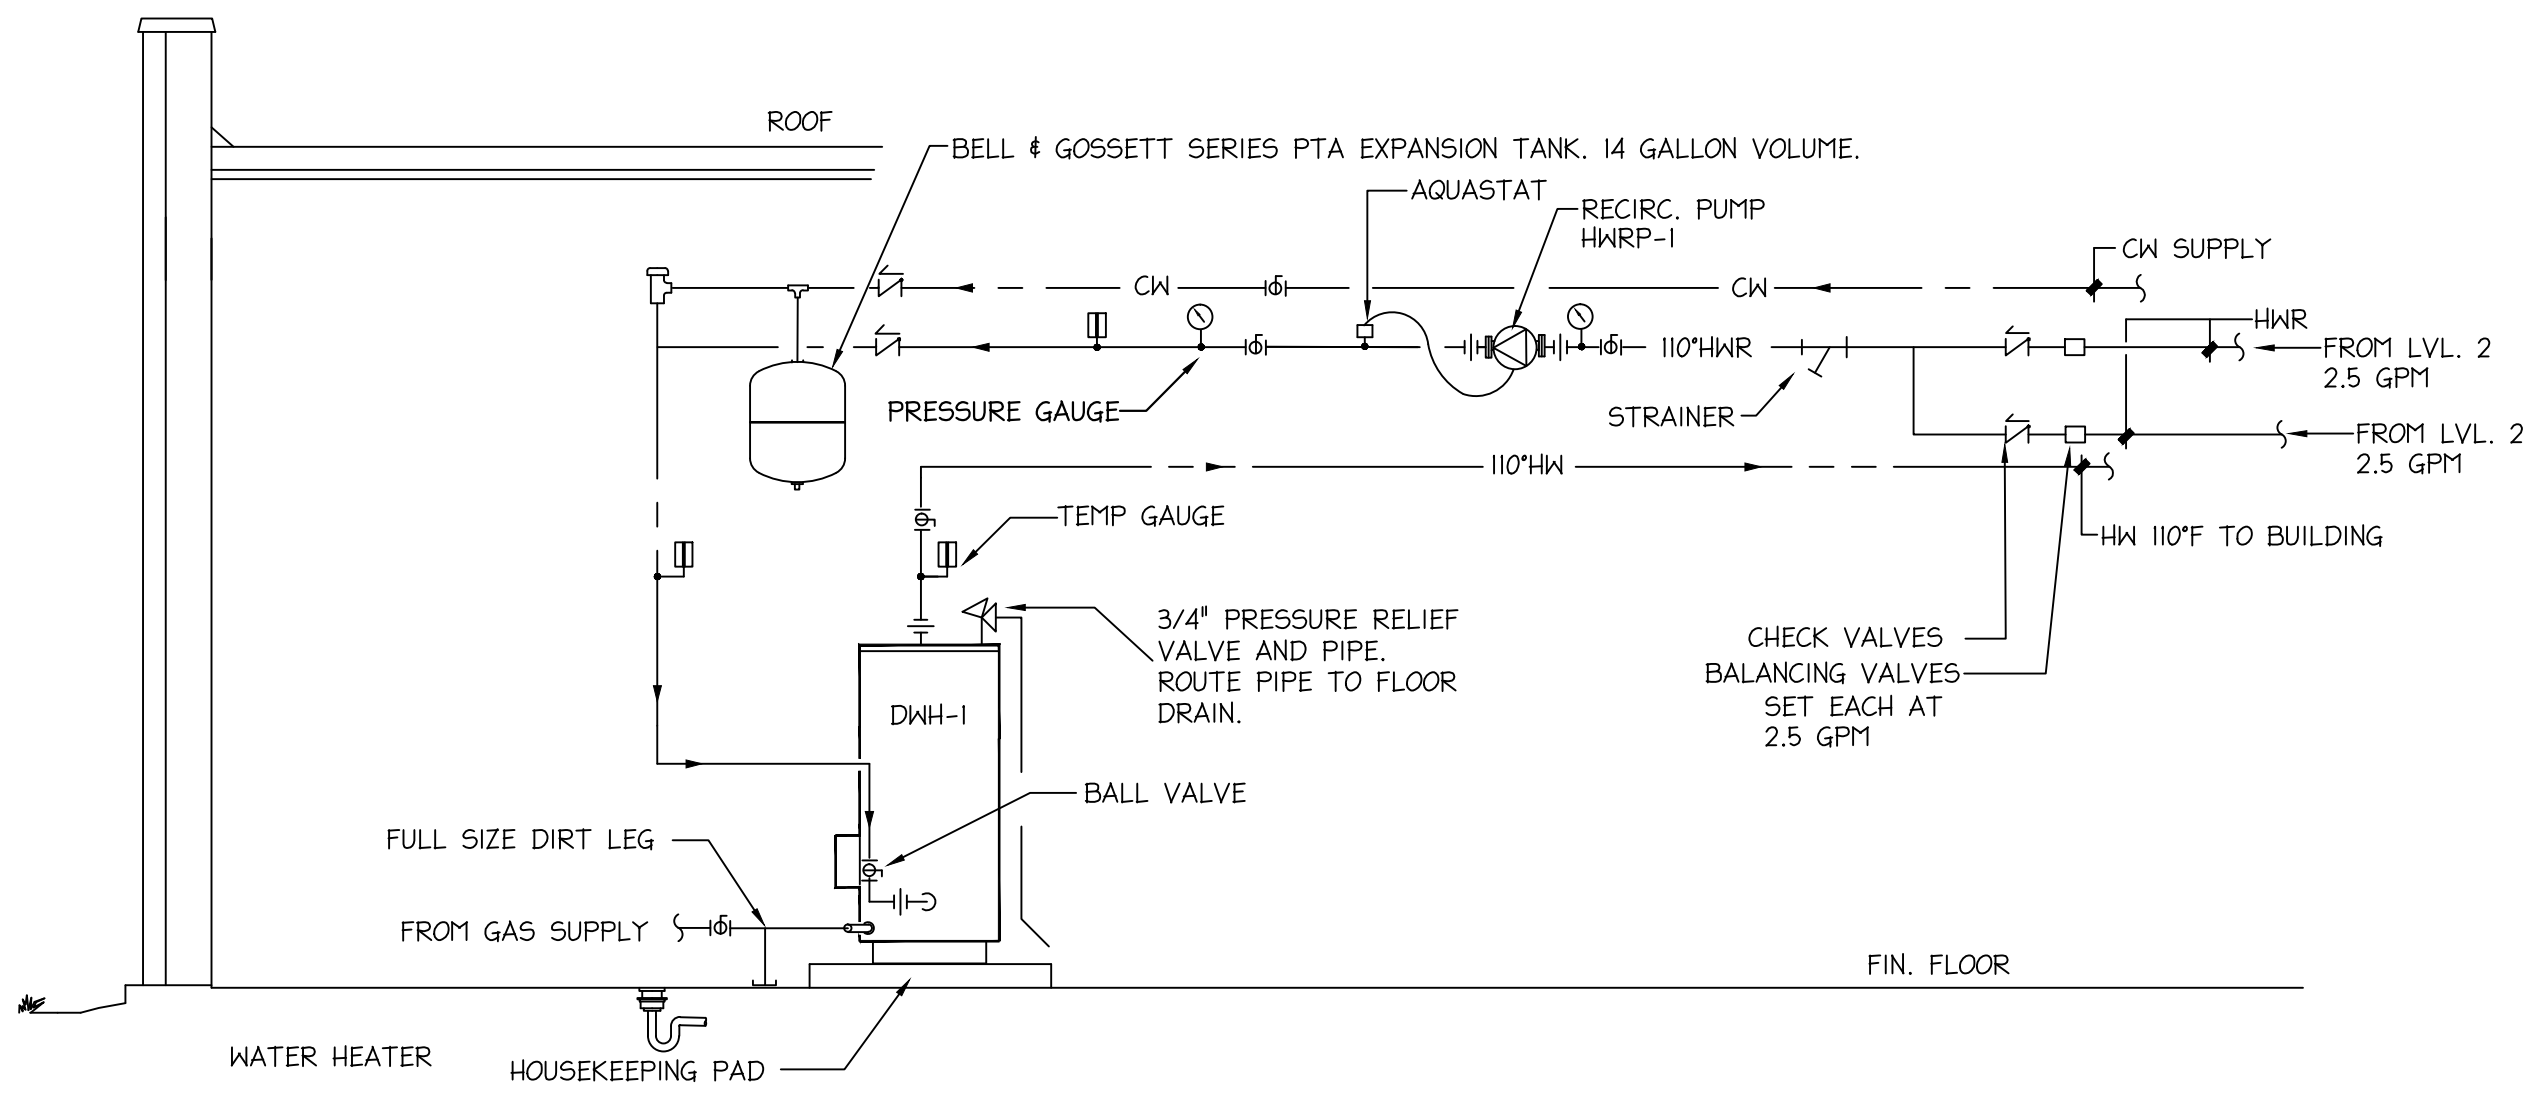 ROOF
BELL & GOSSETT SERIES PTA EXPANSION TANK. 14 GALLON VOLUME.
AQUASTAT
RECIRC. PUMP
HWRP-1
CW SUPPLY
CW
CW
HWR
110°HWR
FROM LVL. 2
2.5 GPM
PRESSURE GAUGE
STRAINER
FROM LVL. 2
2.5 GPM
110°HW
TEMP GAUGE
HW 110°F TO BUILDING
3/4" PRESSURE RELIEF
VALVE AND PIPE.
ROUTE PIPE TO FLOOR
DRAIN.
CHECK VALVES
BALANCING VALVES
SET EACH AT
2.5 GPM
DWH-1
BALL VALVE
FULL SIZE DIRT LEG
FROM GAS SUPPLY
FIN. FLOOR
WATER HEATER
HOUSEKEEPING PAD